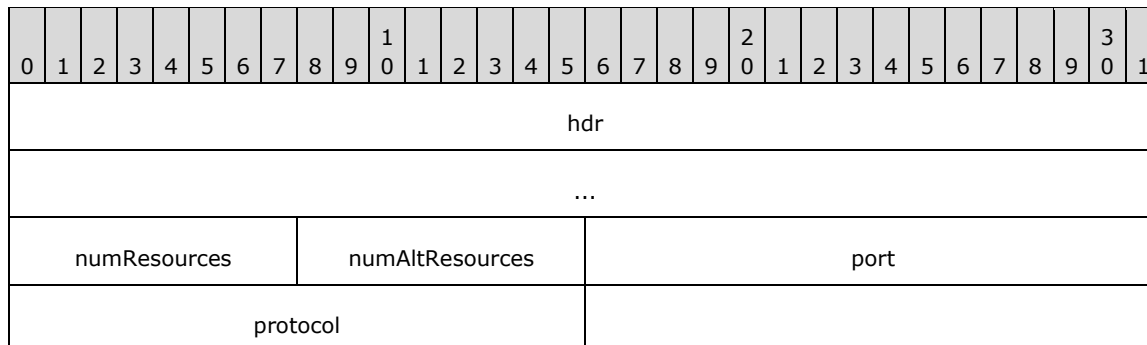 1 2 3
0 1 2 3 4 5 6 7 8 9 0 1 2 3 4 5 6 7 8 9 0 1 2 3 4 5 6 7 8 9 0 1
hdr
...
numResources numAltResources port
protocol